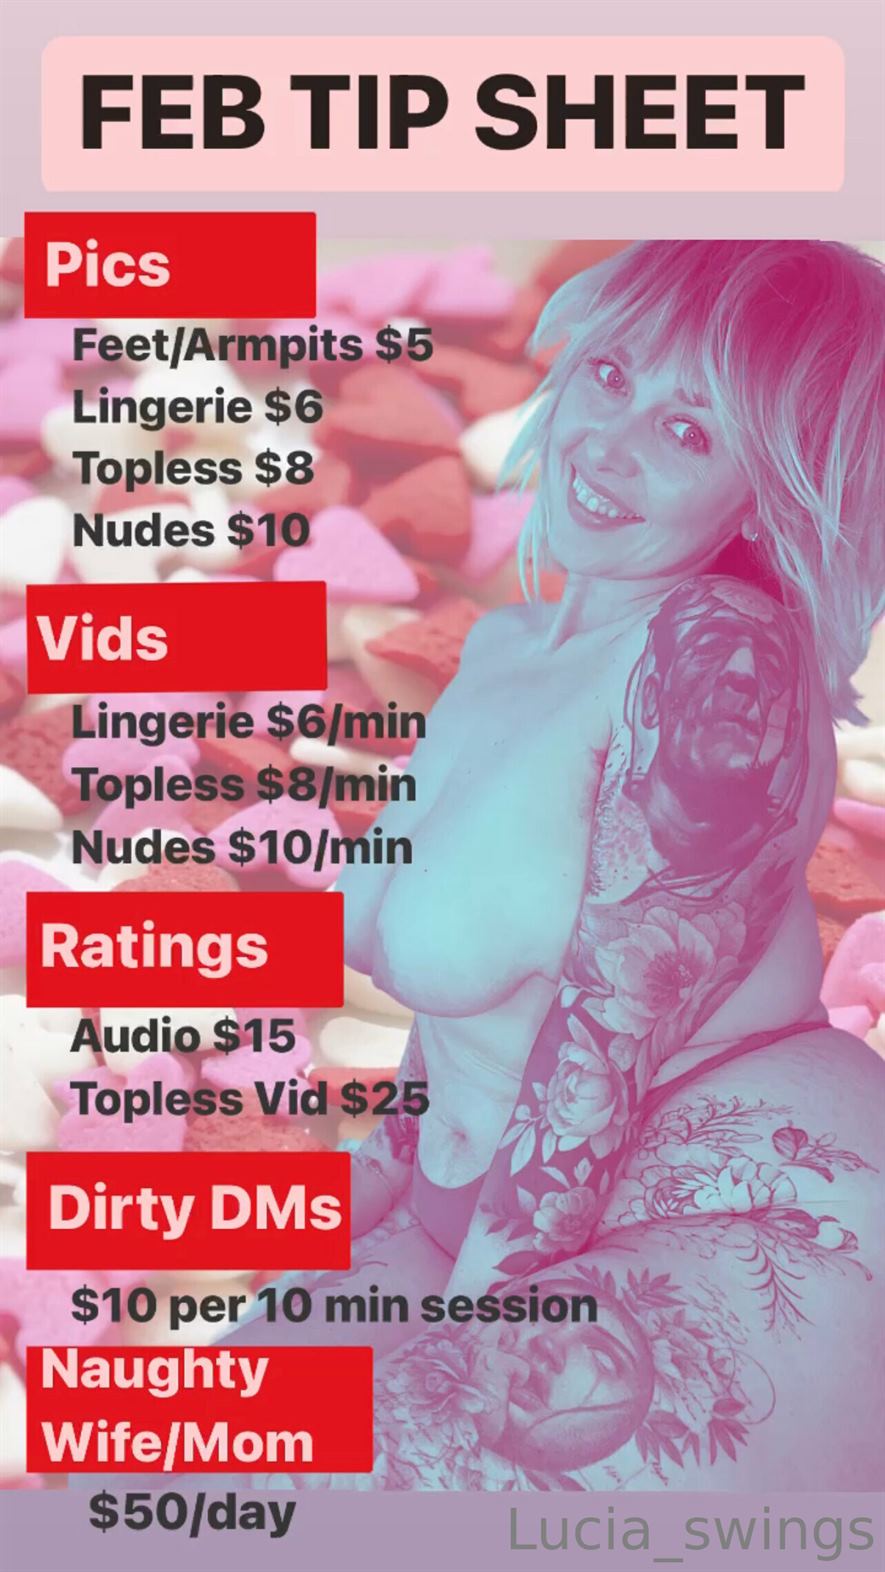 FEB TIP SHEET
Pics
Feet/Armpits $5
Lingerie $6
Topless $8
Nudes $10
Vids
Lingerie $6/min
Topless $8/min
Nudes $10/min
Ratings
Audio $15
Topless Vid $25
Dirty DMs
$10 per 10 min session
Naughty
Wife/Mom
$50/day
Lucia_swings